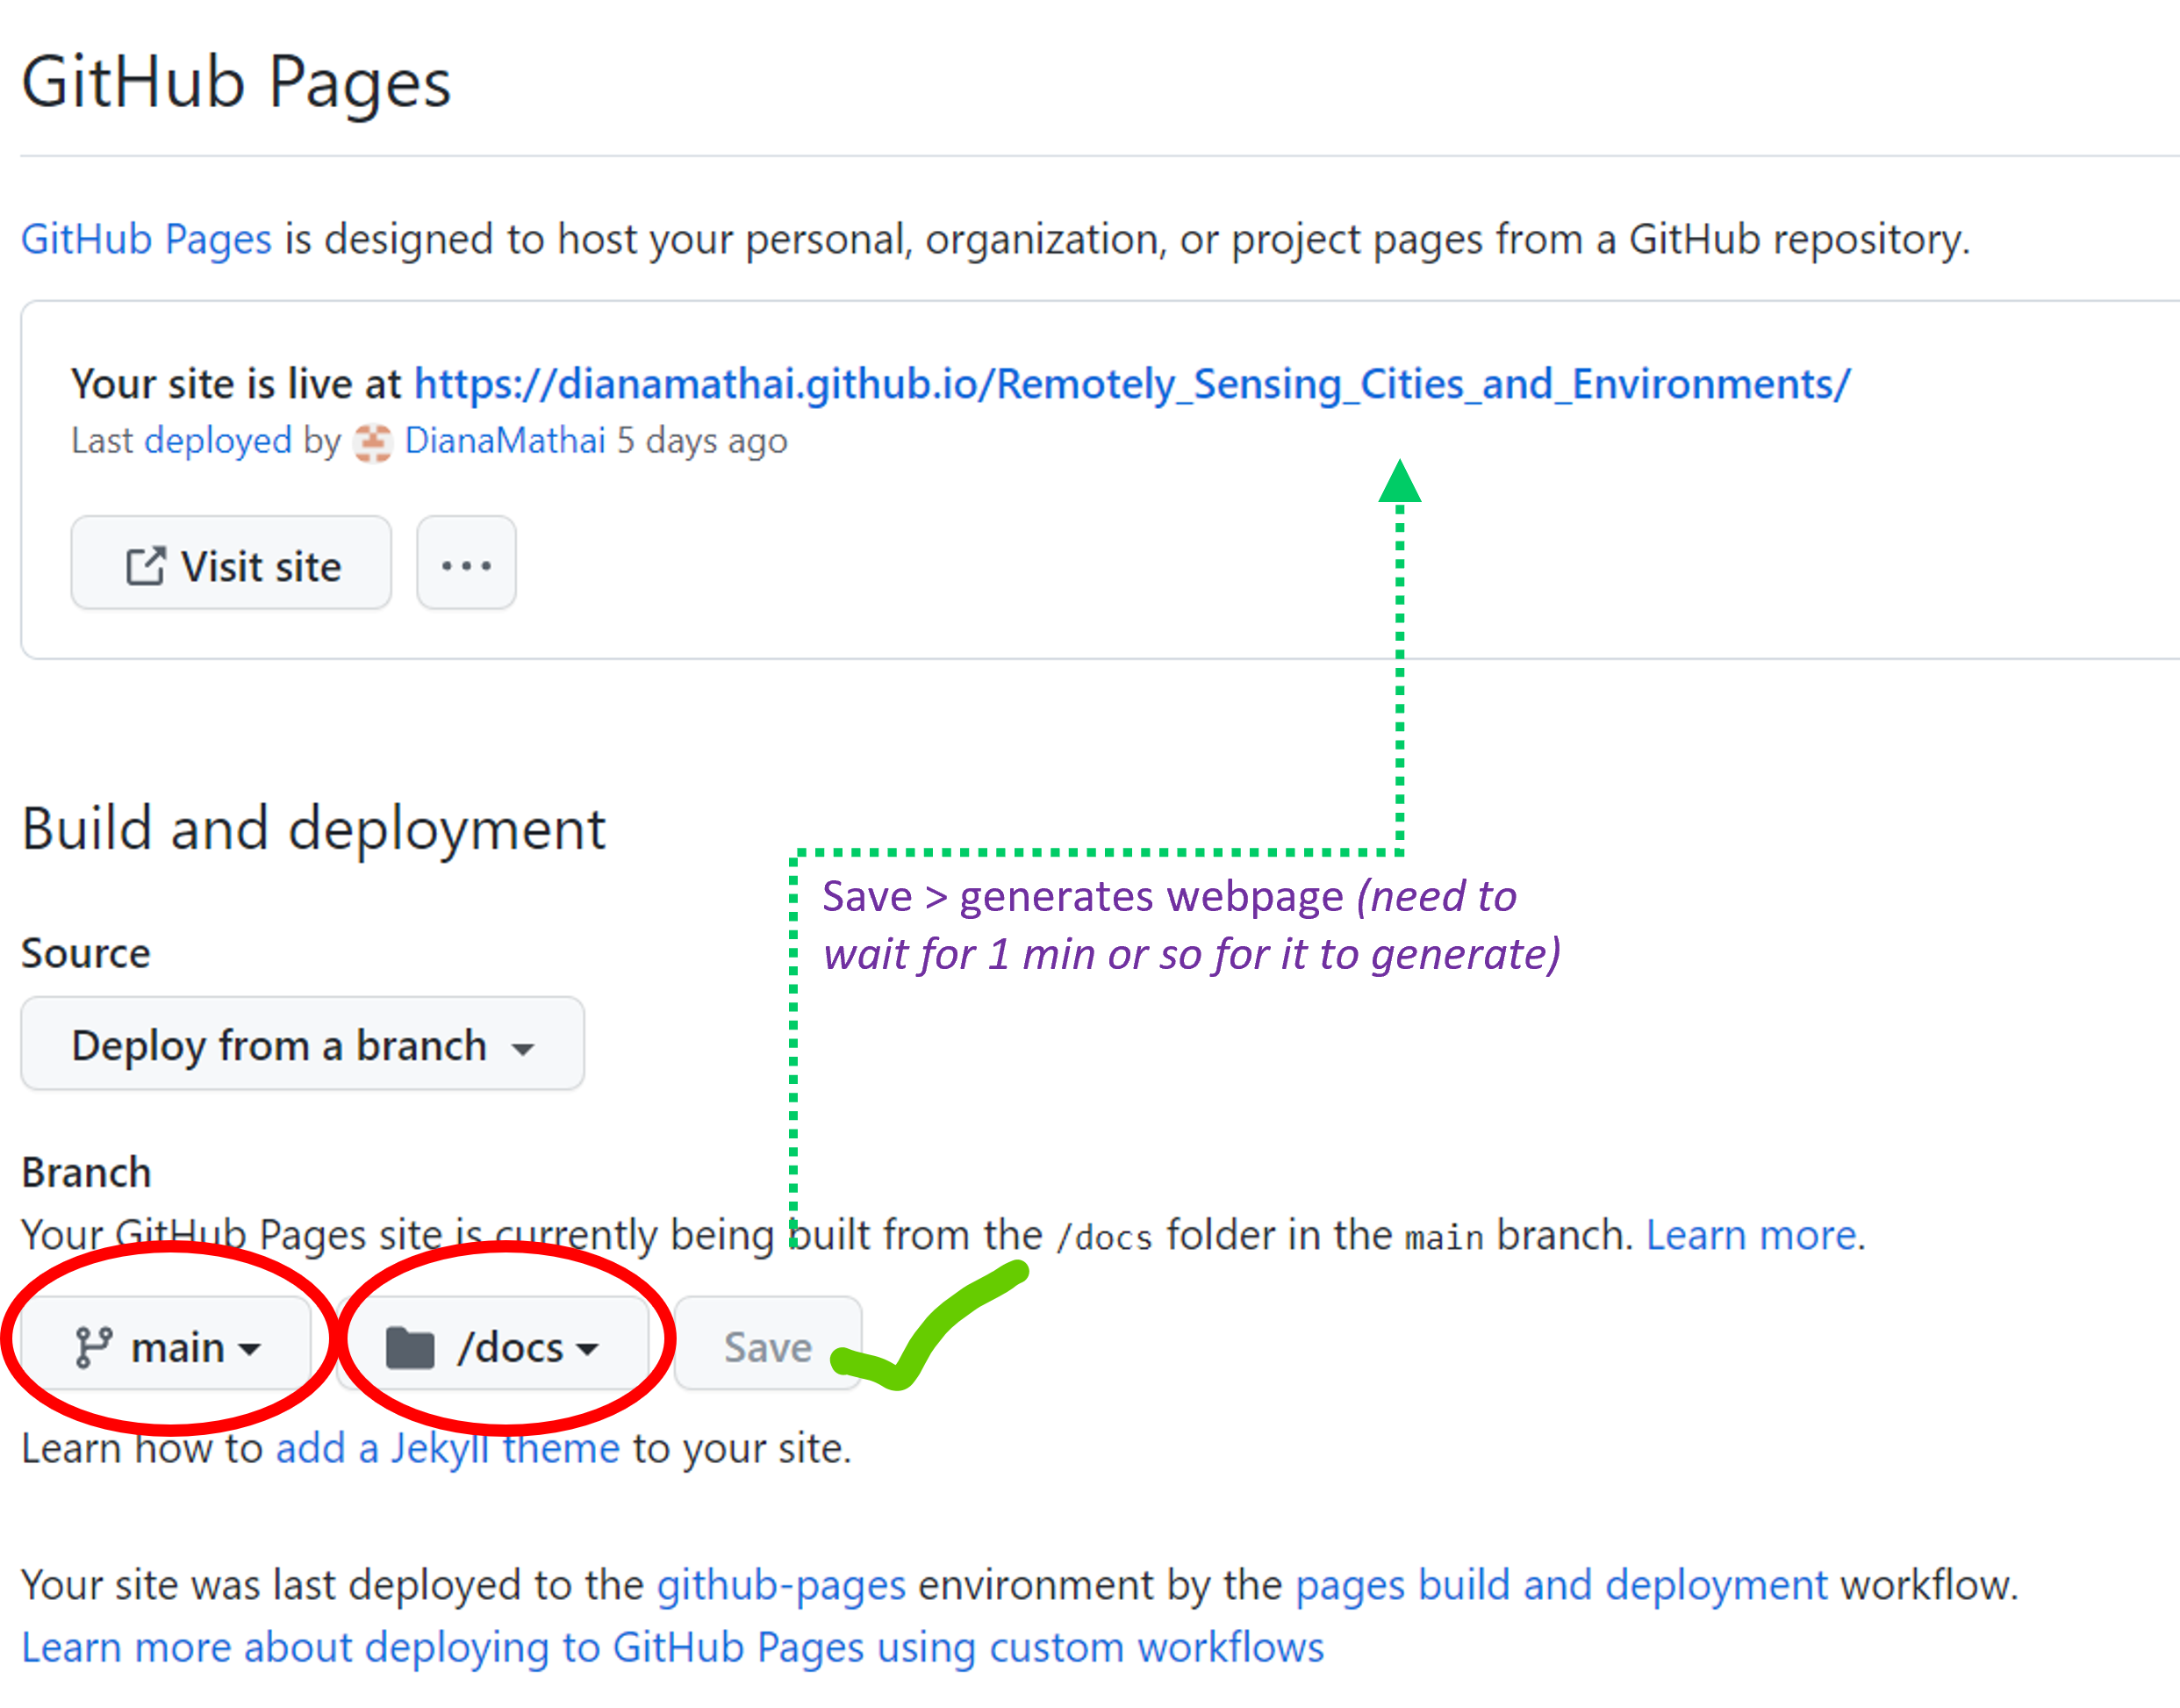 GitHub Pages
GitHub Pages is designed to host your personal, organization, or project pages from a GitHub repository.
Your site is live at https://dianamathai.github.io/Remotely_Sensing_Cities_and_Environments/
Last deployed by DianaMathai 5 days ago
Visit site
Build and deployment
Save > generates webpage (need to
wait for 1 min or so for it to generate)
Source
Deploy from a branch
Branch
Your GitHub Pages site is currently being built from the /docs folder in the main branch. Learn more.
main /docs Save
Learn how to add a Jekyll theme to your site.
Your site was last deployed to the github-pages environment by the pages build and deployment workflow.
Learn more about deploying to GitHub Pages using custom workflows